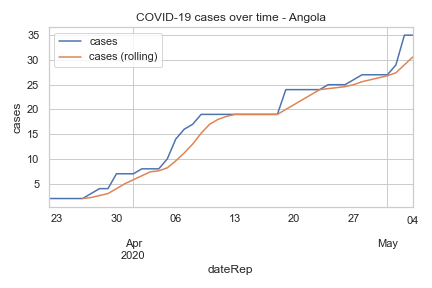 COVID-19 cases over time - Angola
cases
cases (rolling)
cases
35
30
25
20
15
10
5
23
30
06
13
20
27
04
Apr
2020
May
dateRep